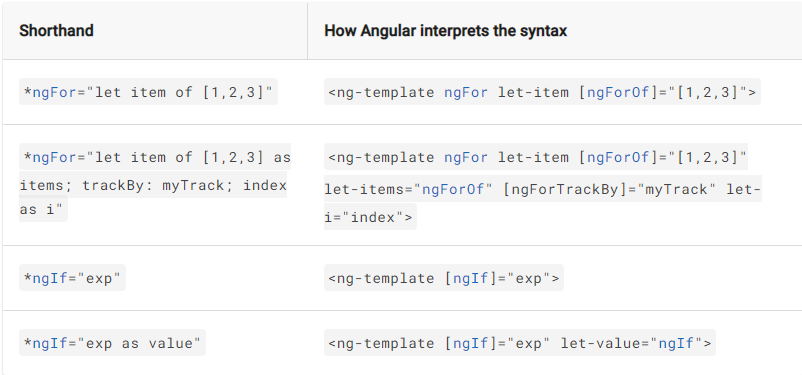 Shorthand
How Angular interprets the syntax
*ngFor="let item of [1,2,3]"
<ng-template ngFor let-item [ngForOf]="[1,2,3]">
*ngFor="let item of [1,2,3] as
items; trackBy: myTrack; index
as i"
<ng-template ngFor let-item [ngForOf]="[1,2,3]"
let-items="ngForOf" [ngForTrackBy]="myTrack" let-
i="index">
*ngIf="exp"
<ng-template [ngIf]="exp">
*ngIf="exp as value"
<ng-template [ngIf]="exp" let-value="ngIf">